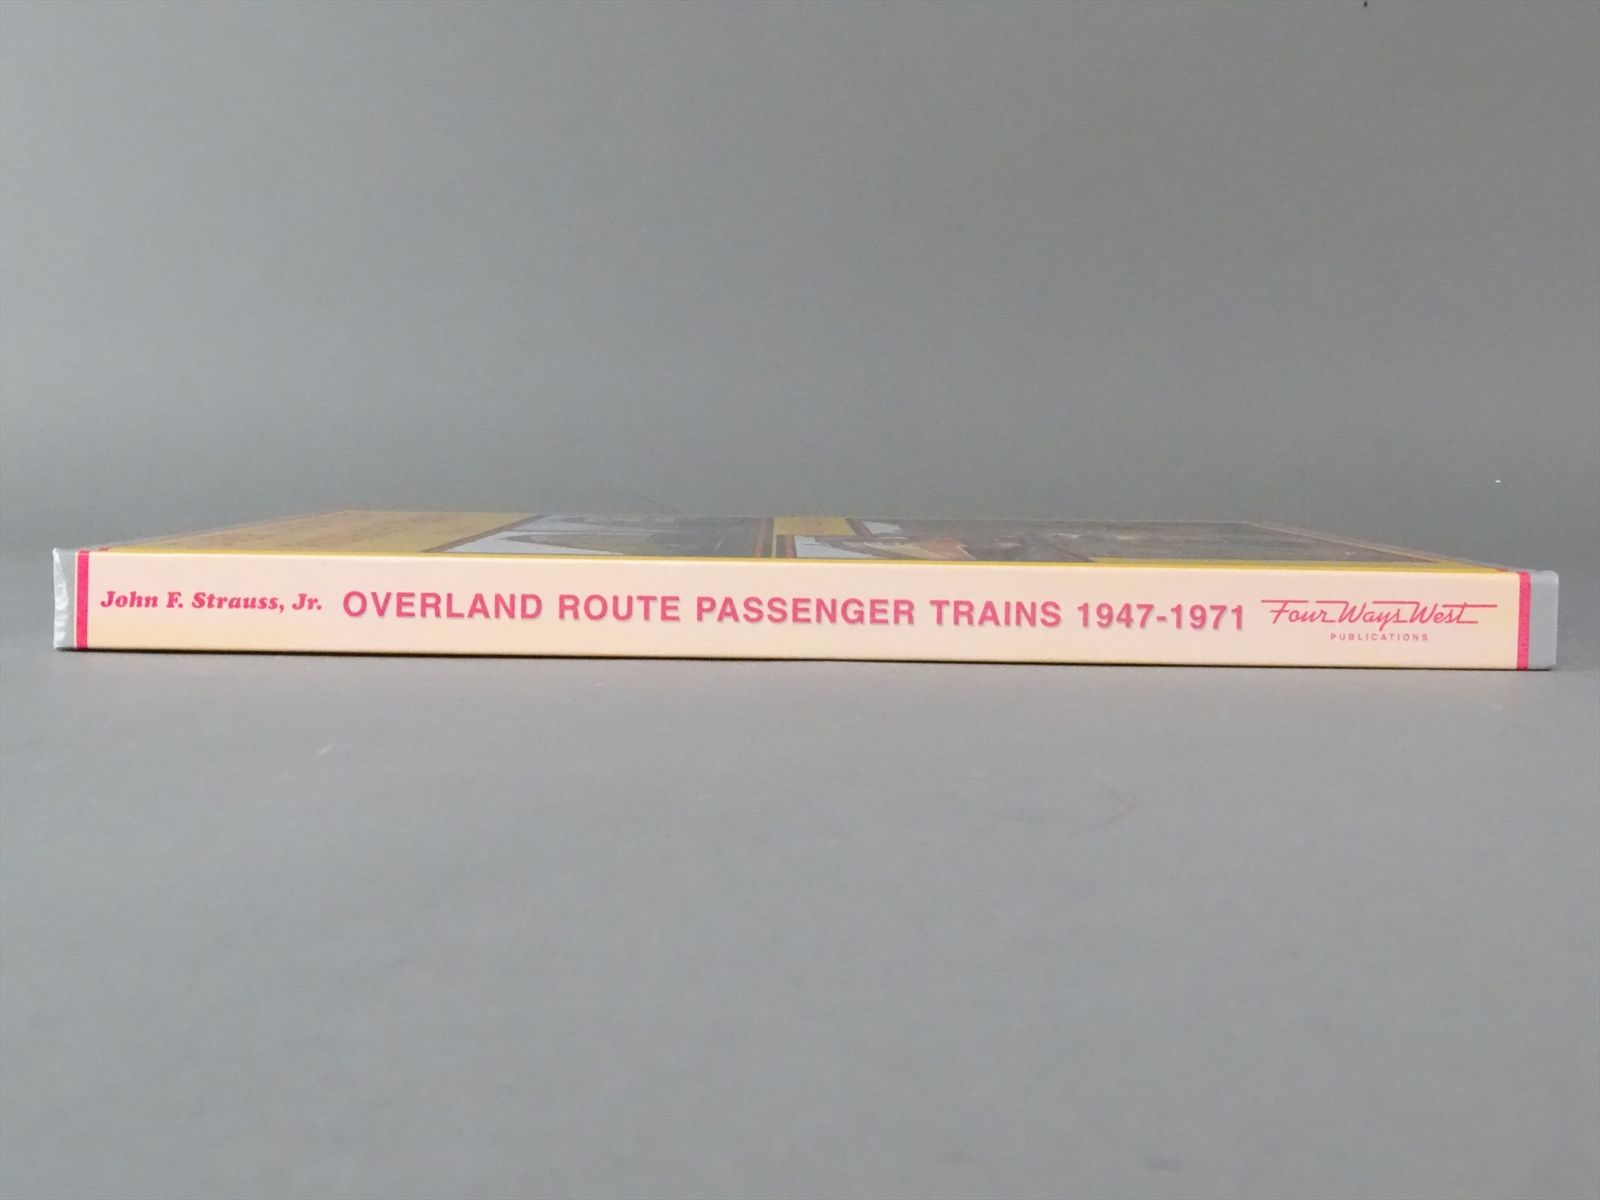 John F. Strauss, Jr. OVERLAND ROUTE PASSENGER TRAINS 1947-1971 Four Ways West
PUBLICATIONS